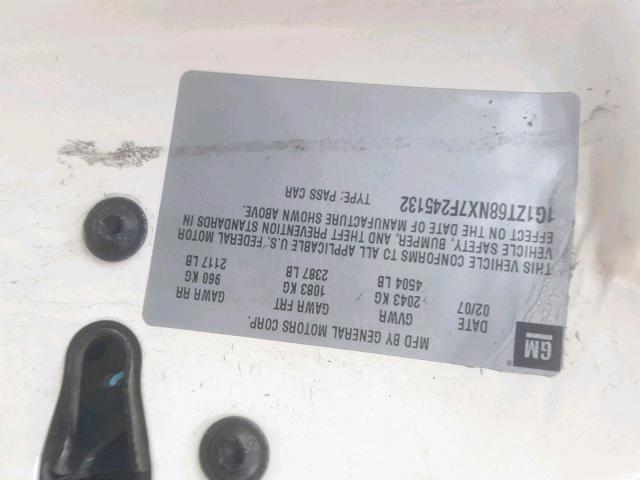 GM
MFD BY GENERAL MOTORS CORP.
DATE GVWR GAWR FRT GAWR RR
02/07 2043 KG 1083 KG 960 KG
4504 LB 2387 LB 2117 LB
THIS VEHICLE CONFORMS TO ALL APPLICABLE U.S. FEDERAL MOTOR
VEHICLE SAFETY, BUMPER, AND THEFT PREVENTION STANDARDS IN
EFFECT ON THE DATE OF MANUFACTURE SHOWN ABOVE.
1G1ZT68NX7F245132 TYPE: PASS CAR